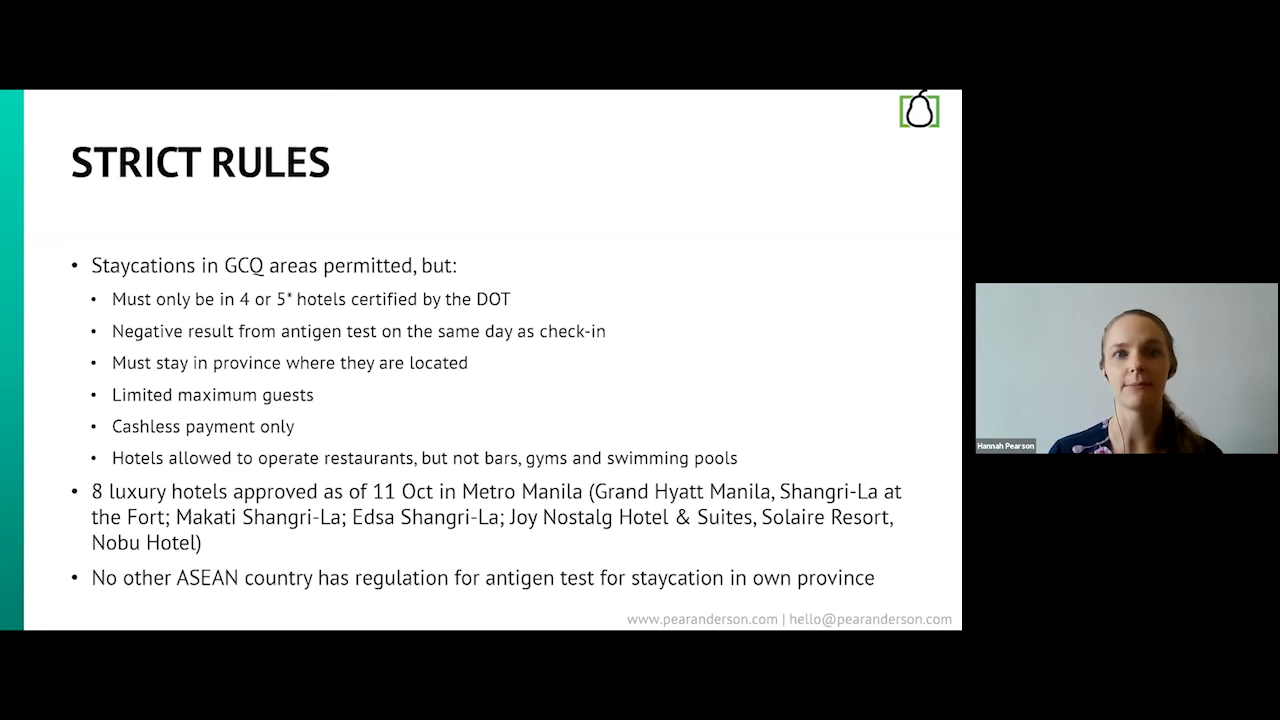 STRICT RULES
• Staycations in GCQ areas permitted, but:
• Must only be in 4 or 5* hotels certified by the DOT
• Negative result from antigen test on the same day as check-in
• Must stay in province where they are located
• Limited maximum guests
• Cashless payment only
• Hotels allowed to operate restaurants, but not bars, gyms and swimming pools
• 8 luxury hotels approved as of 11 Oct in Metro Manila (Grand Hyatt Manila, Shangri-La at
the Fort; Makati Shangri-La; Edsa Shangri-La; Joy Nostalg Hotel & Suites, Solaire Resort,
Nobu Hotel)
• No other ASEAN country has regulation for antigen test for staycation in own province
www.pearanderson.com | hello@pearanderson.com
Hannah Pearson